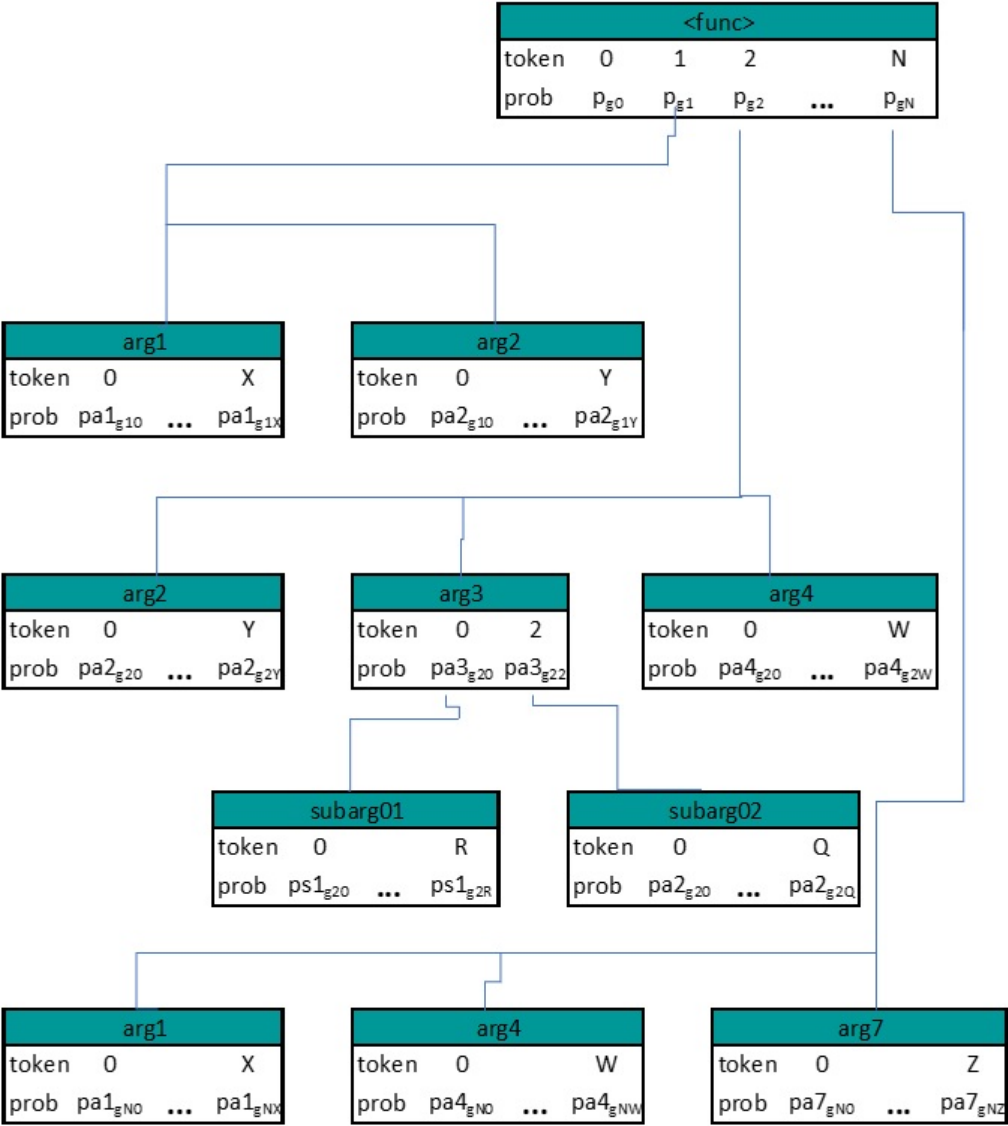 <func>
token 0 1 2 N
prob pg0 pg1 pg2 ... pgN
arg1
token 0 X
prob pa1g10 ... pa1g1X
arg2
token 0 Y
prob pa2g10 ... pa2g1Y
arg2
token 0 Y
prob pa2g20 ... pa2g2Y
arg3
token 0 2
prob pa3g20 pa3g22
arg4
token 0 W
prob pa4g20 ... pa4g2W
subarg01
token 0 R
prob ps1g20 ... ps1g2R
subarg02
token 0 Q
prob pa2g20 ... pa2g2Q
arg1
token 0 X
prob pa1gN0 ... pa1gNX
arg4
token 0 W
prob pa4gN0 ... pa4gNW
arg7
token 0 Z
prob pa7gN0 ... pa7gNZ